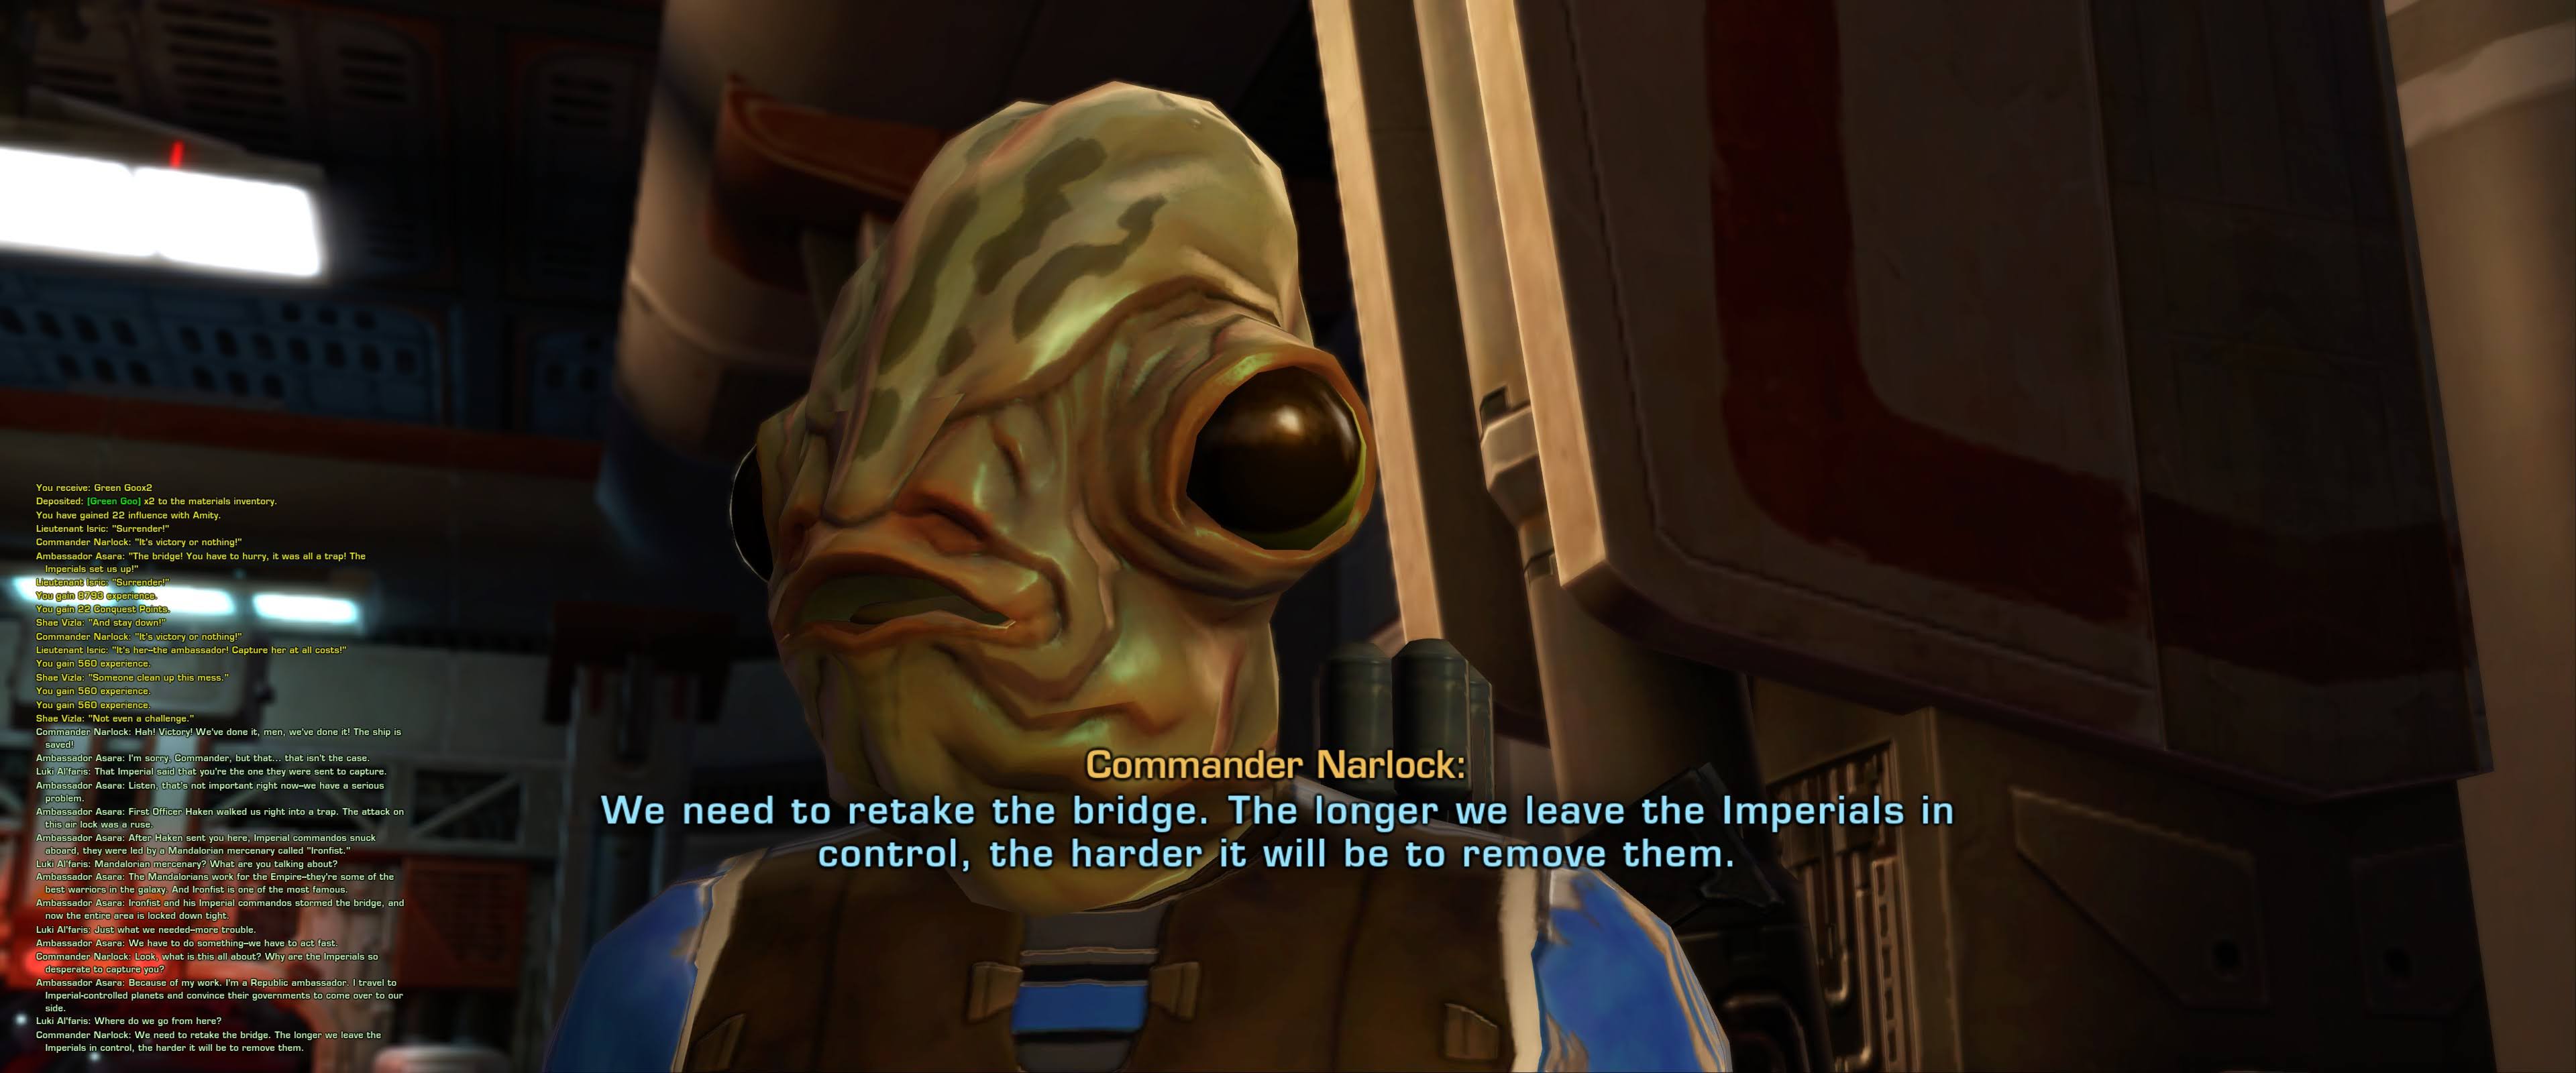 You receive: Green Goox2
Deposited: [Green Goo] x2 to the materials inventory.
You have gained 22 influence with Amity.
Lieutenant Isric: "Surrender!"
Commander Narlock: "It's victory or nothing!"
Ambassador Asara: "The bridge! You have to hurry, it was all a trap! The
Imperials set us up!"
Lieutenant Isric: "Surrender!"
You gain 8793 experience.
You gain 22 Conquest Points.
Shae Vizla: "And stay down!"
Commander Narlock: "It's victory or nothing!"
Lieutenant Isric: "It's her—the ambassador! Capture her at all costs!"
You gain 560 experience.
Shae Vizla: "Someone clean up this mess."
You gain 560 experience.
You gain 560 experience.
Shae Vizla: "Not even a challenge."
Commander Narlock: Hah! Victory! We've done it, men, we've done it! The ship is
saved!
Ambassador Asara: I'm sorry, Commander, but that... that isn't the case.
Luki Al'faris: That Imperial said that you're the one they were sent to capture.
Ambassador Asara: Listen, that's not important right now—we have a serious
problem.
Ambassador Asara: First Officer Haken walked us right into a trap. The attack on
this air lock was a ruse.
Ambassador Asara: After Haken sent you here, Imperial commandos snuck
aboard, they were led by a Mandalorian mercenary called "Ironfist."
Luki Al'faris: Mandalorian mercenary? What are you talking about?
Ambassador Asara: The Mandalorians work for the Empire—they're some of the
best warriors in the galaxy. And Ironfist is one of the most famous.
Ambassador Asara: Ironfist and his Imperial commandos stormed the bridge, and
now the entire area is locked down tight.
Luki Al'faris: Just what we needed—more trouble.
Ambassador Asara: We have to do something—we have to act fast.
Commander Narlock: Look, what is this all about? Why are the Imperials so
desperate to capture you?
Ambassador Asara: Because of my work. I'm a Republic ambassador. I travel to
Imperial-controlled planets and convince their governments to come over to our
side.
Luki Al'faris: Where do we go from here?
Commander Narlock: We need to retake the bridge. The longer we leave the
Imperials in control, the harder it will be to remove them.
Commander Narlock:
We need to retake the bridge. The longer we leave the Imperials in
control, the harder it will be to remove them.